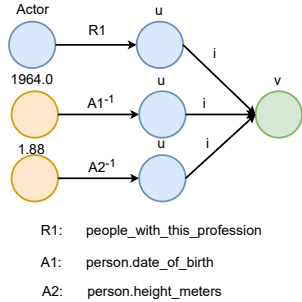 Actor
R1
u
i
1964.0
A1⁻¹
u
i
v
1.88
A2⁻¹
u
i
R1: people_with_this_profession
A1: person.date_of_birth
A2: person.height_meters